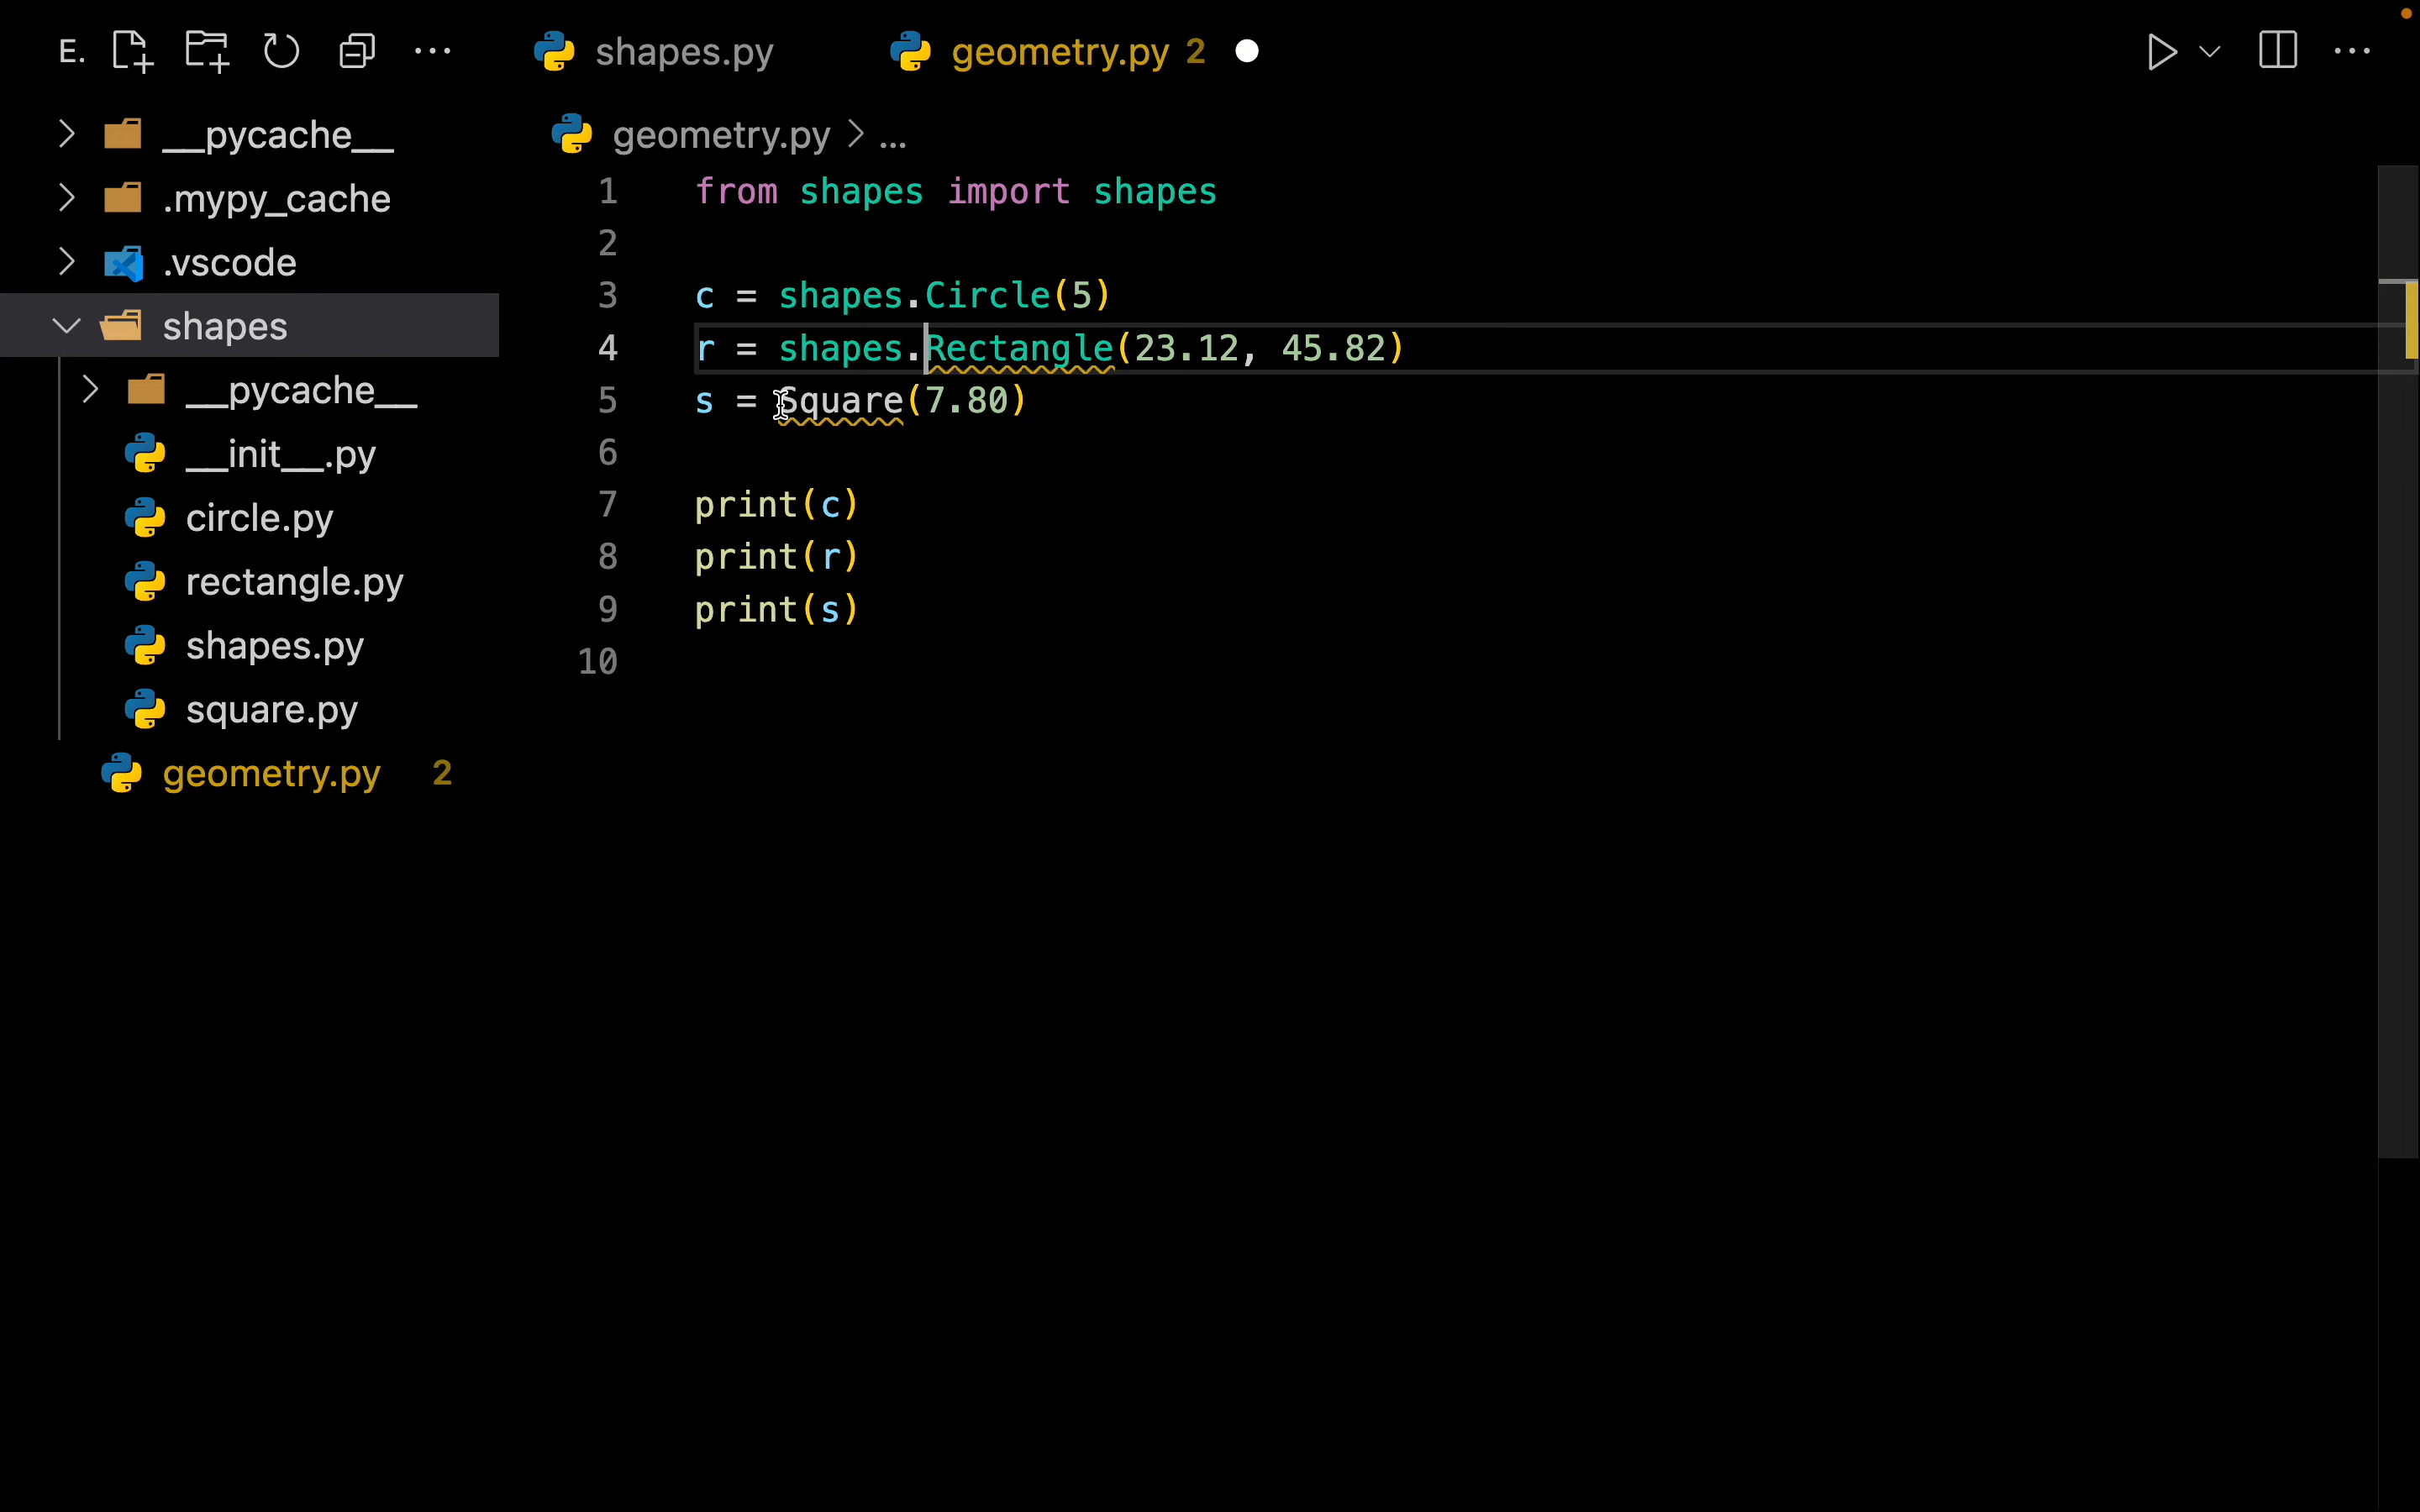 E.
shapes.py
geometry.py 2
__pycache__
.mypy_cache
.vscode
shapes
__pycache__
__init__.py
circle.py
rectangle.py
shapes.py
square.py
geometry.py 2
geometry.py > ...
1 from shapes import shapes
2
3 c = shapes.Circle(5)
4 r = shapes.Rectangle(23.12, 45.82)
5 s = Square(7.80)
6
7 print(c)
8 print(r)
9 print(s)
10